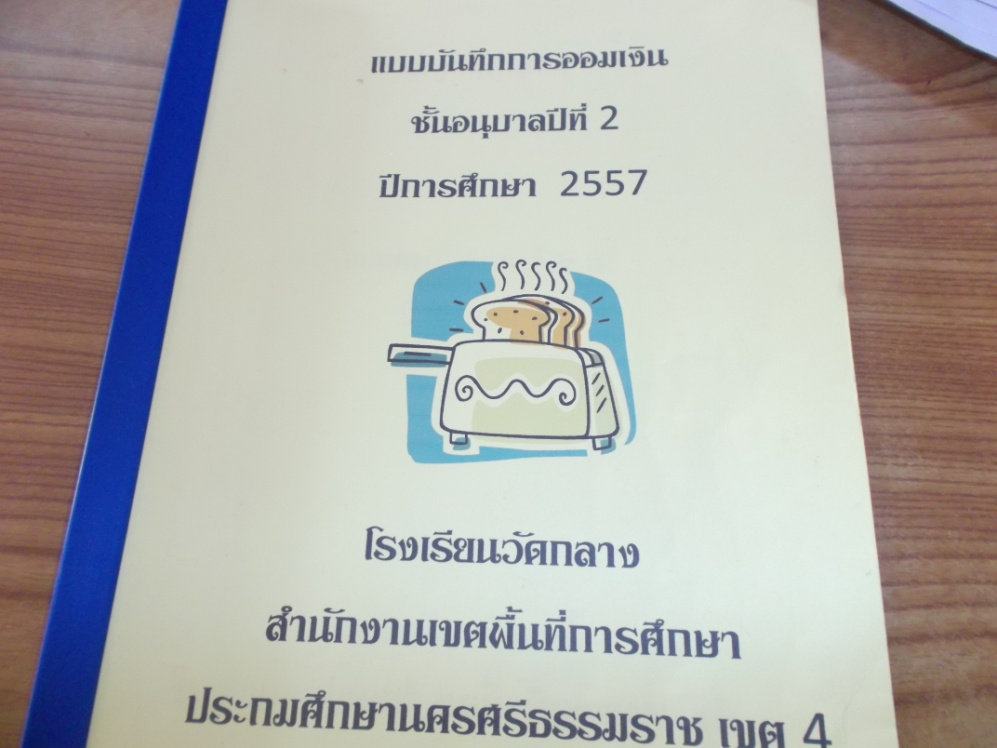 แบบบันทึกการออมเงิน
ชั้นอนุบาลปีที่ 2
ปีการศึกษา 2557
โรงเรียนวัดกลาง
สำนักงานเขตพื้นที่การศึกษา
ประถมศึกษานครศรีธรรมราช เขต 4